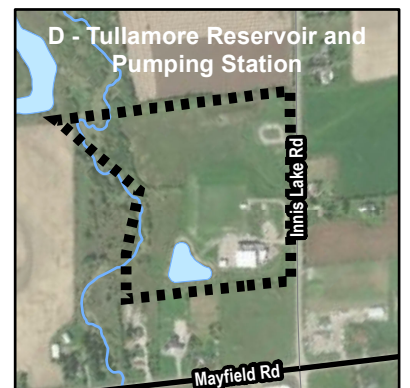 D - Tullamore Reservoir and
Pumping Station
Innis Lake Rd
Mayfield Rd